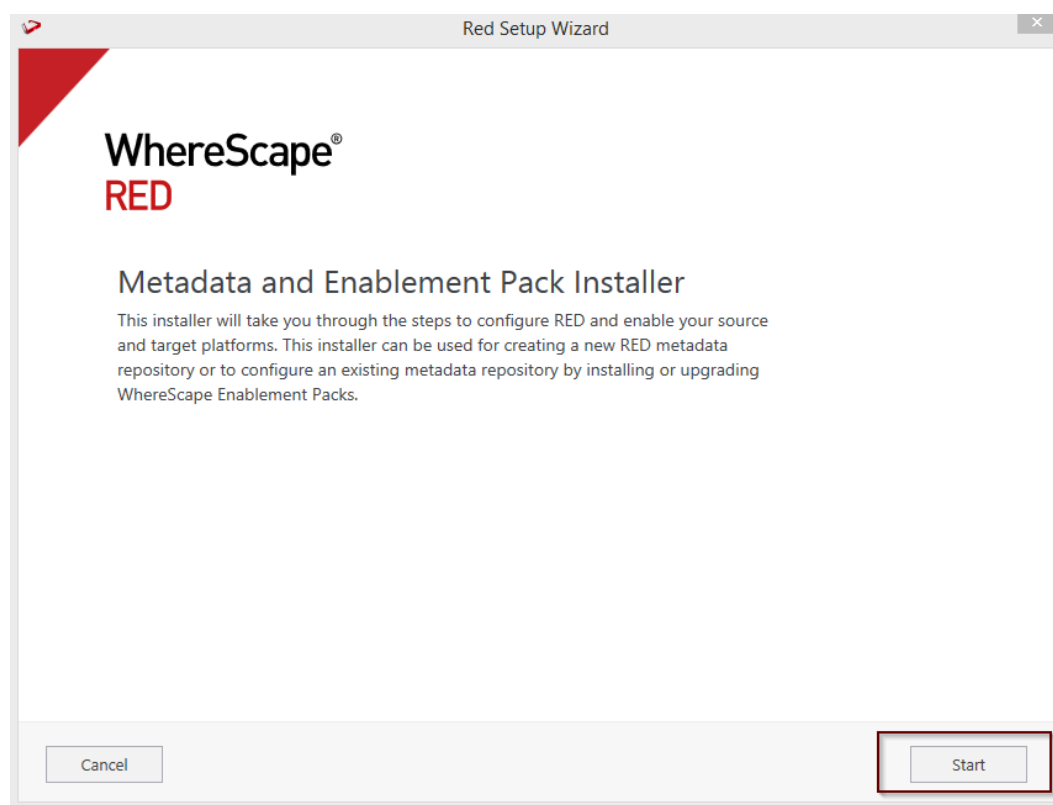 Red Setup Wizard
WhereScape®
RED
Metadata and Enablement Pack Installer
This installer will take you through the steps to configure RED and enable your source
and target platforms. This installer can be used for creating a new RED metadata
repository or to configure an existing metadata repository by installing or upgrading
WhereScape Enablement Packs.
Cancel
Start